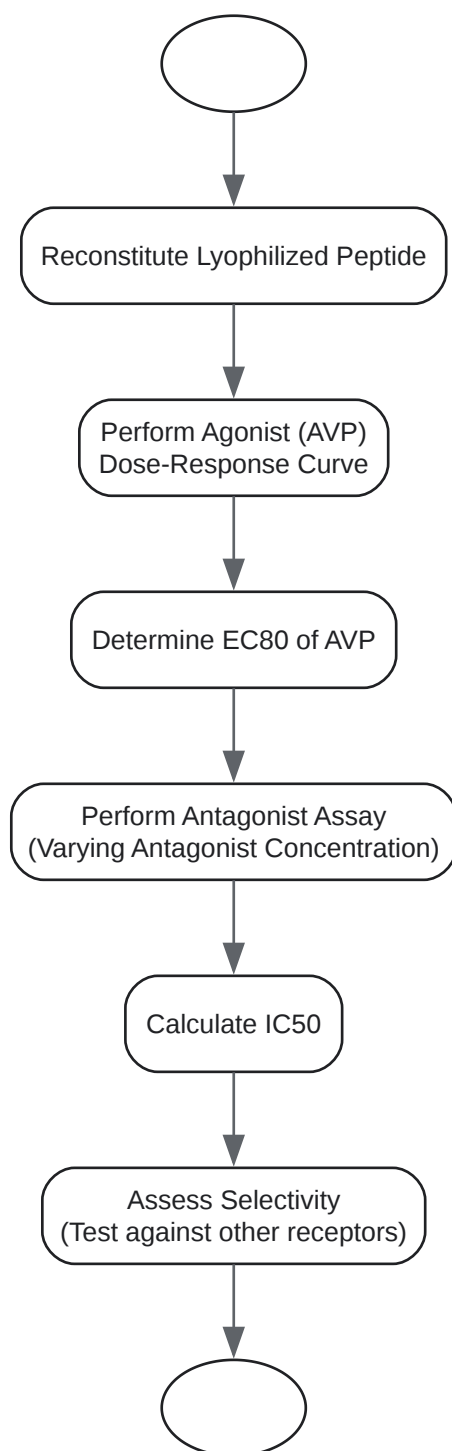 Reconstitute Lyophilized Peptide
Perform Agonist (AVP)
Dose-Response Curve
Determine EC80 of AVP
Perform Antagonist Assay
(Varying Antagonist Concentration)
Calculate IC50
Assess Selectivity
(Test against other receptors)